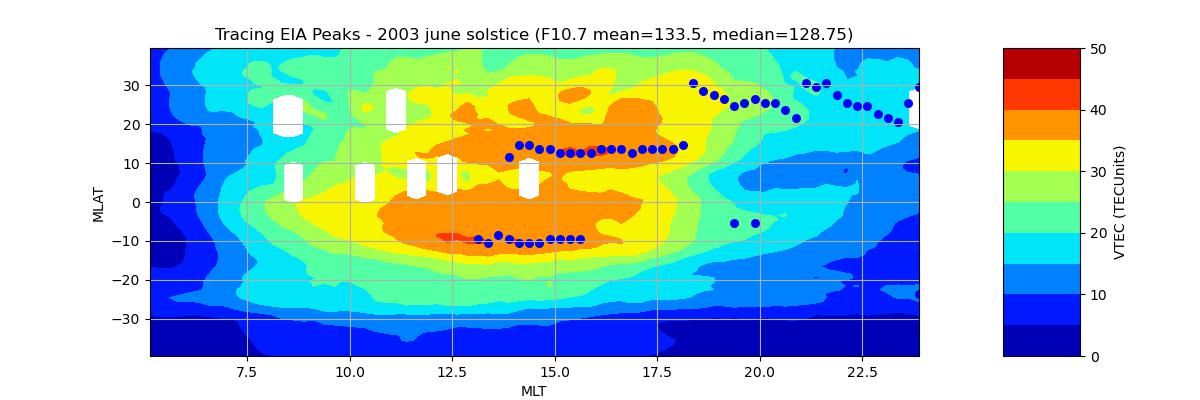 Tracing EIA Peaks - 2003 june solstice (F10.7 mean=133.5, median=128.75)
MLAT
30
20
10
0
−10
−20
−30
7.5 10.0 12.5 15.0 17.5 20.0 22.5
MLT
50
40
30
20
10
0
VTEC (TECUnits)